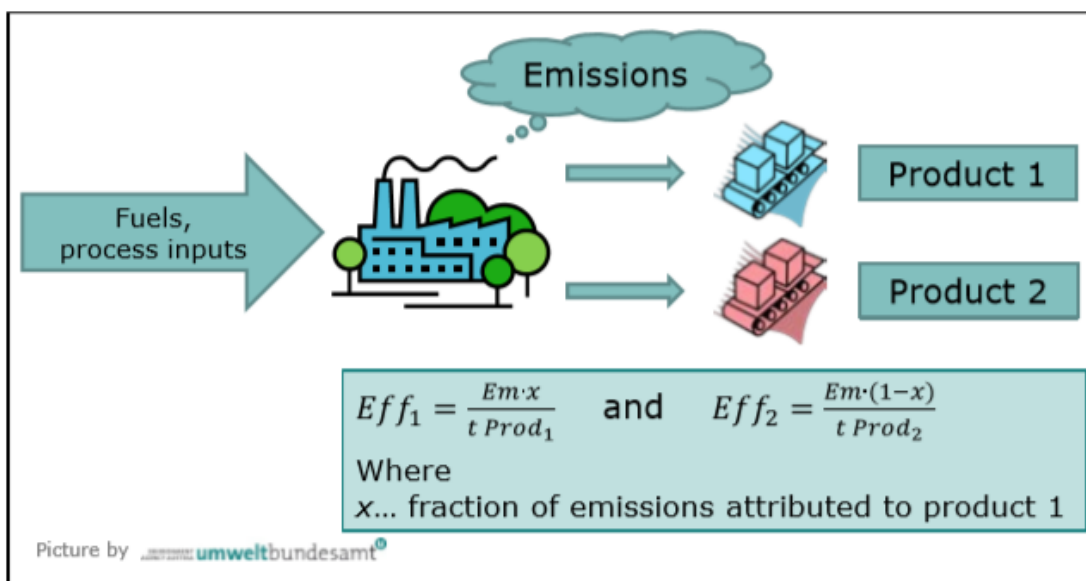 Emissions
Fuels,
process inputs
Product 1
Product 2
Eff₁ = Em·x / t Prod₁ and Eff₂ = Em·(1−x) / t Prod₂
Where
x... fraction of emissions attributed to product 1
Picture by umweltbundesamt